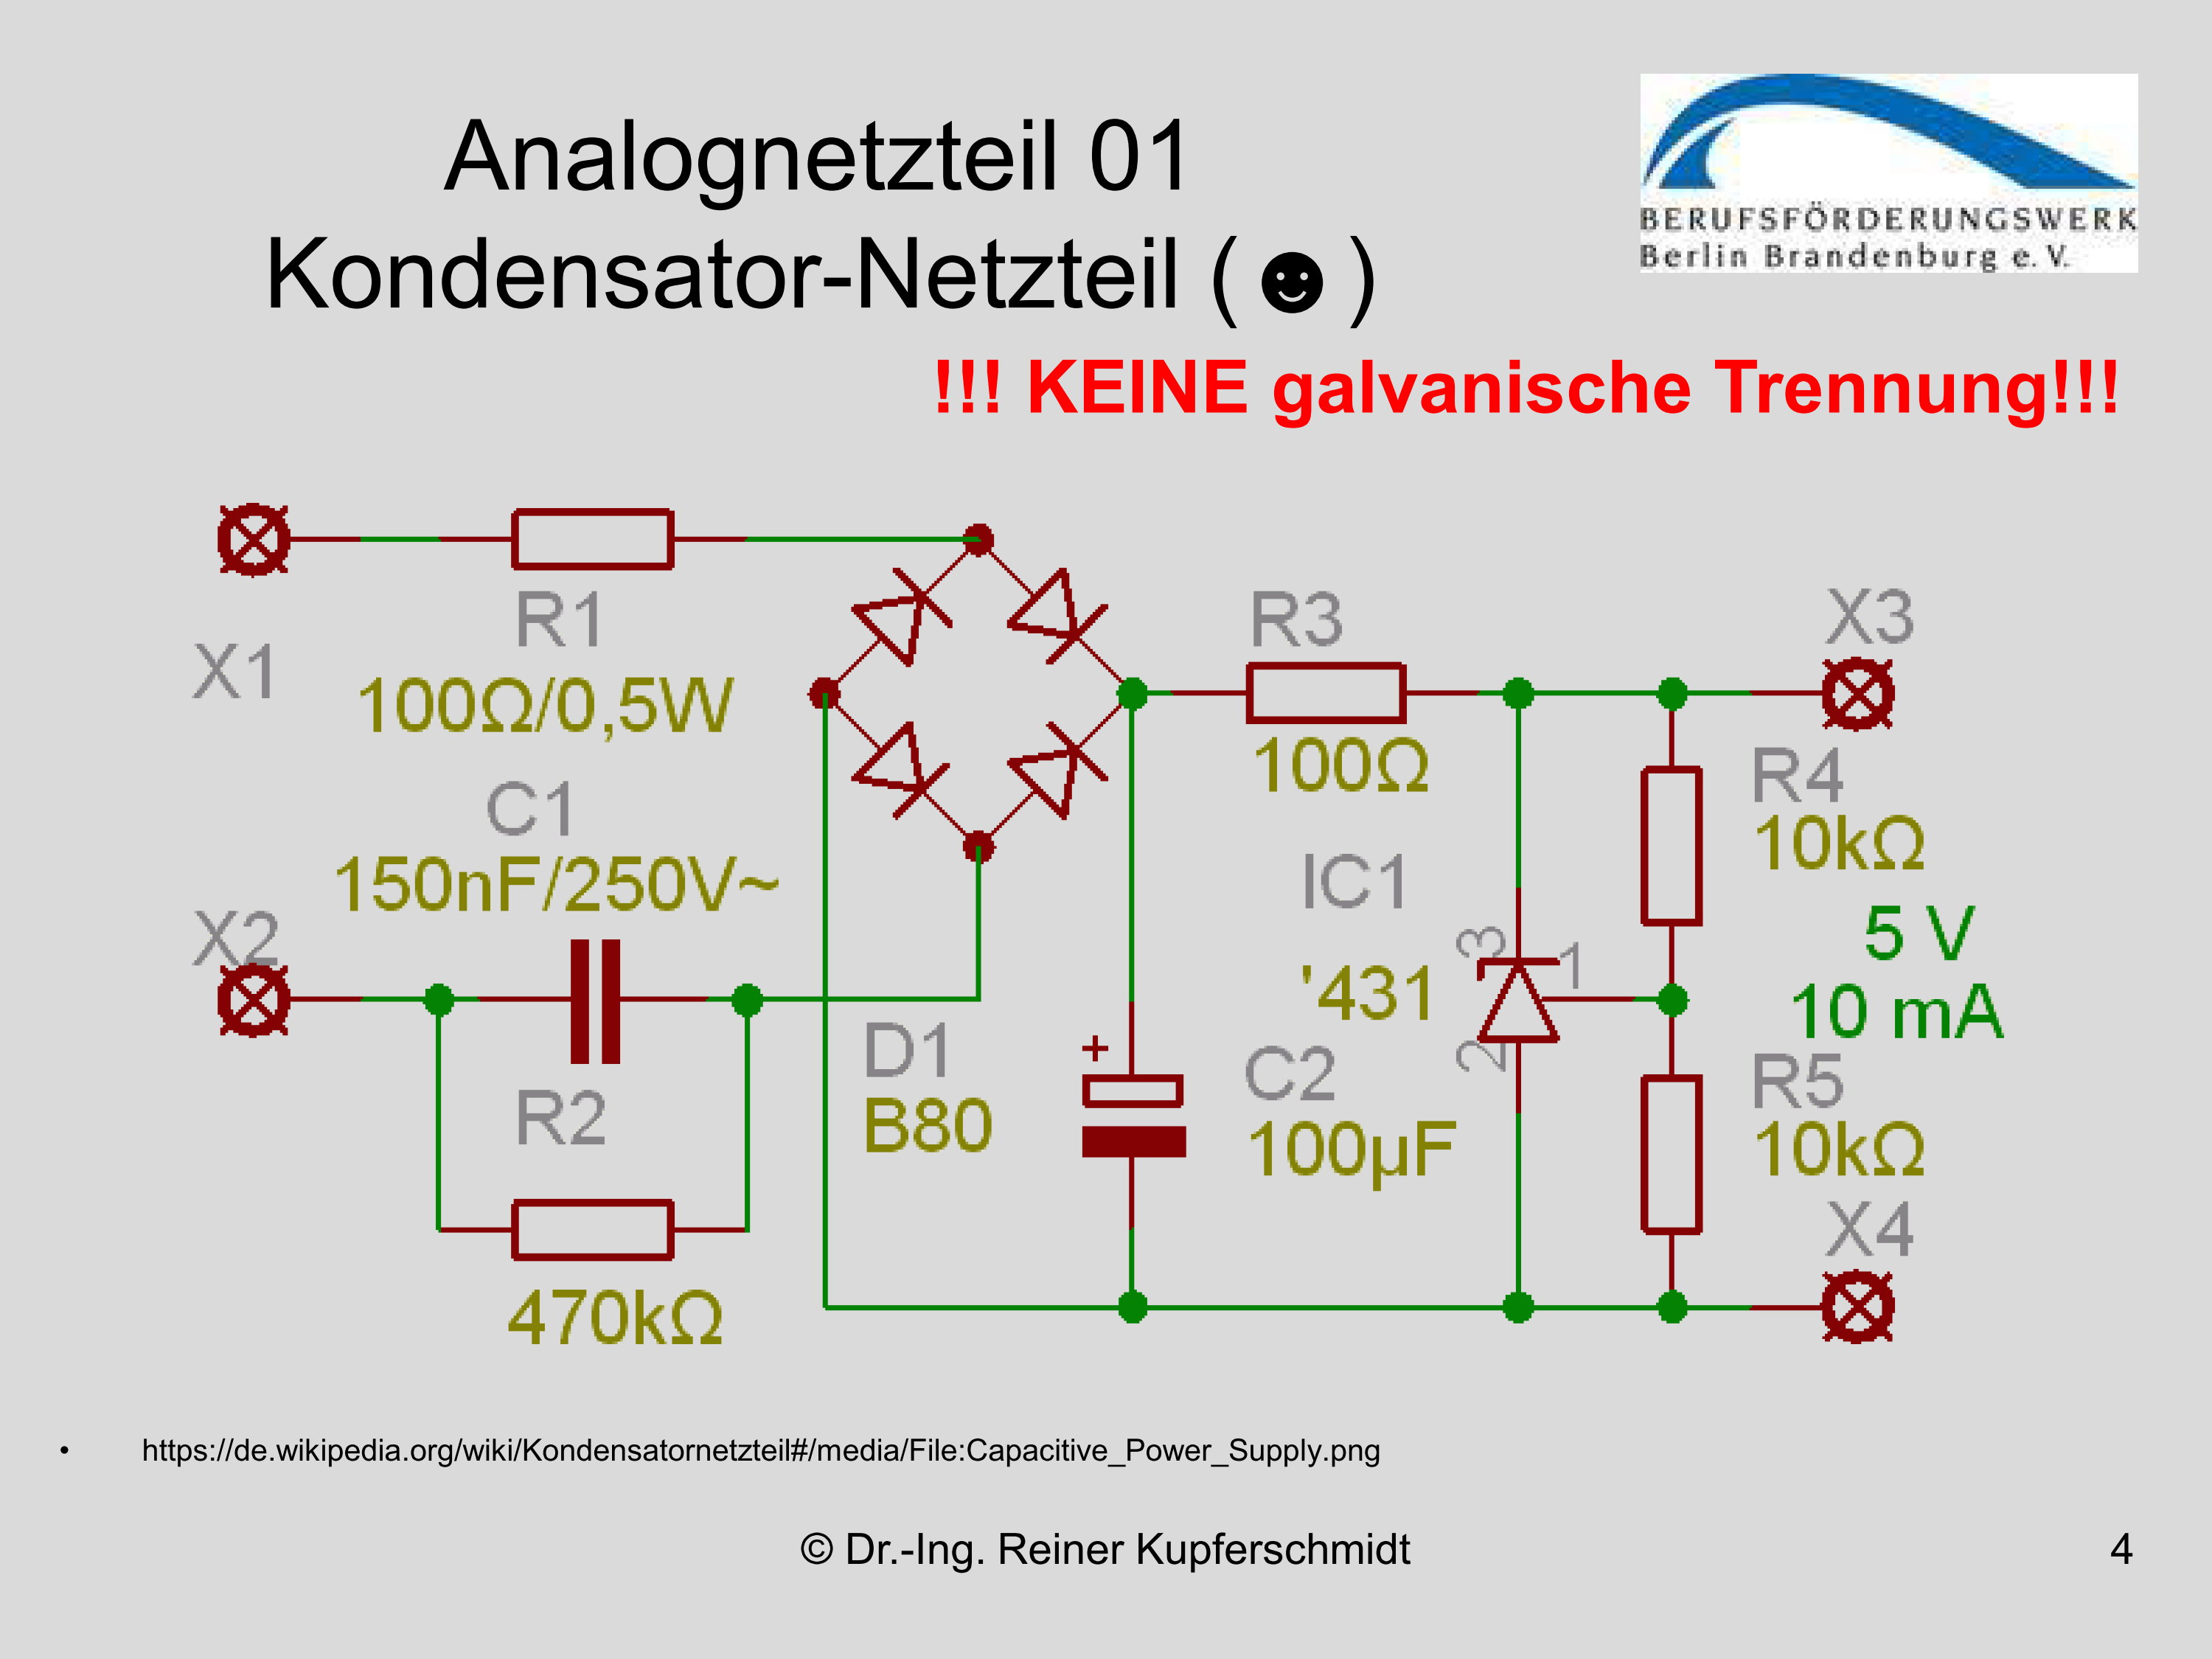 Analognetzteil 01
Kondensator-Netzteil (☻)
BERUFSFÖRDERUNGSWERK
Berlin Brandenburg e. V.
!!! KEINE galvanische Trennung!!!
X1
R1
100Ω/0,5W
C1
150nF/250V~
X2
R2
470kΩ
D1
B80
R3
100Ω
IC1
'431
3
1
2
+
C2
100µF
X3
R4
10kΩ
5 V
10 mA
R5
10kΩ
X4
• https://de.wikipedia.org/wiki/Kondensatornetzteil#/media/File:Capacitive_Power_Supply.png
© Dr.-Ing. Reiner Kupferschmidt
4